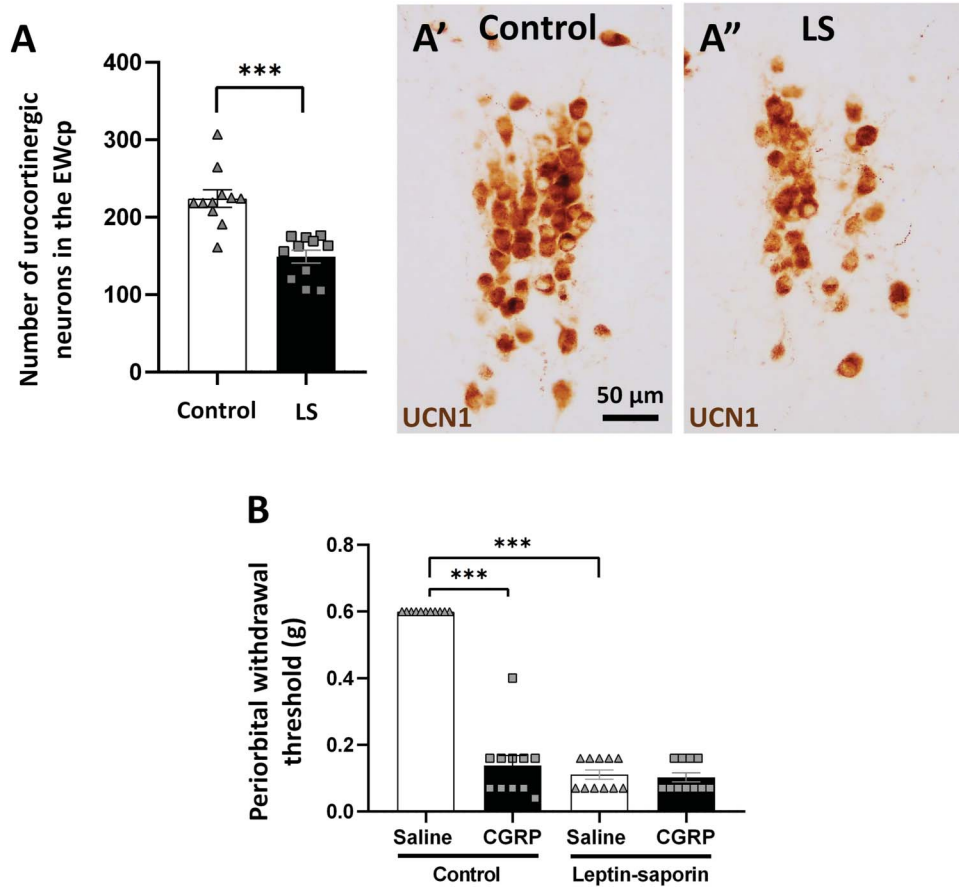 A
Number of urocortinergic
neurons in the EWcp
400
300
200
100
0
***
Control
LS
A'
Control
UCN1
50 µm
A"
LS
UCN1
B
Periorbital withdrawal
threshold (g)
0.8
0.6
0.4
0.2
0.0
***
***
Saline CGRP Saline CGRP
Control Leptin-saporin